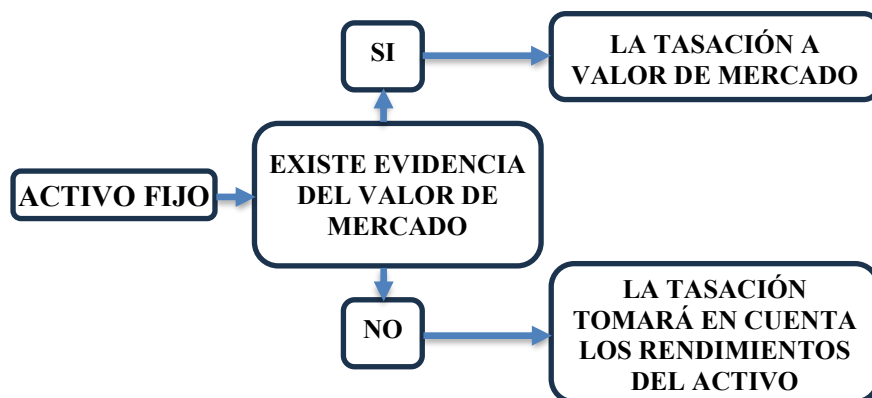 SI
LA TASACIÓN A
VALOR DE MERCADO
ACTIVO FIJO
EXISTE EVIDENCIA
DEL VALOR DE
MERCADO
NO
LA TASACIÓN
TOMARÁ EN CUENTA
LOS RENDIMIENTOS
DEL ACTIVO